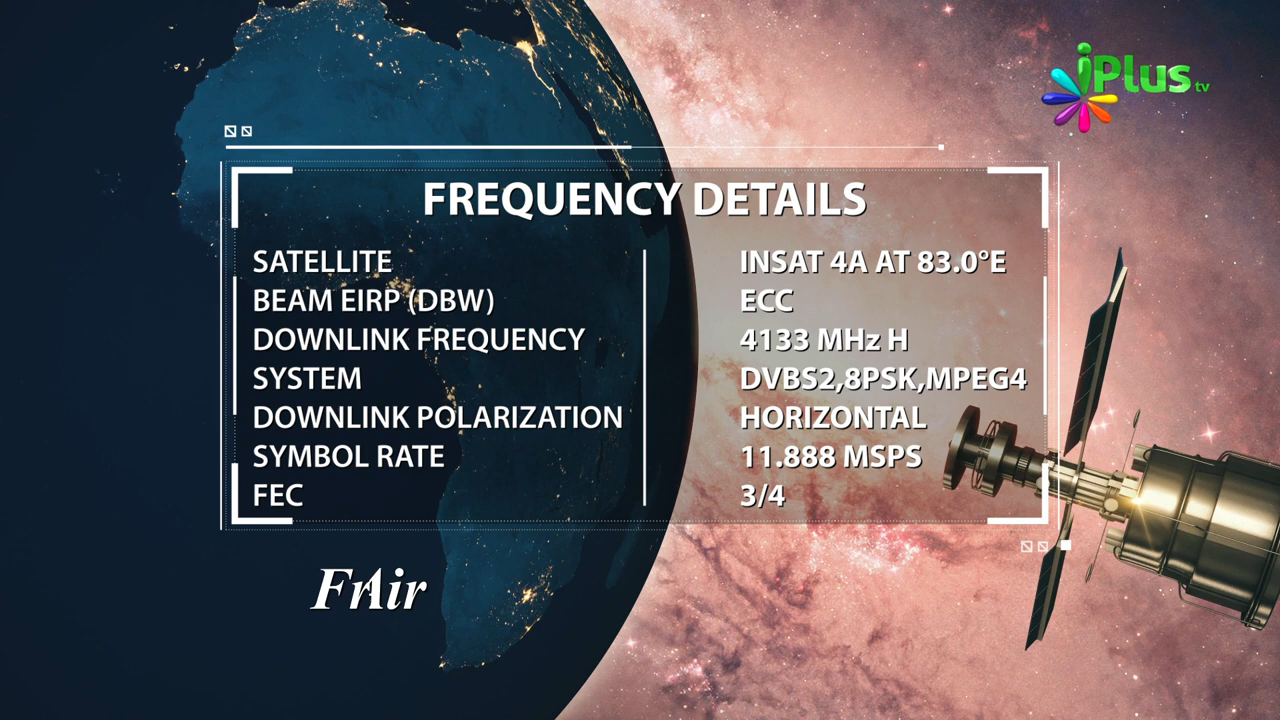 iPlus tv
FREQUENCY DETAILS
SATELLITE INSAT 4A AT 83.0°E
BEAM EIRP (DBW) ECC
DOWNLINK FREQUENCY 4133 MHz H
SYSTEM DVBS2,8PSK,MPEG4
DOWNLINK POLARIZATION HORIZONTAL
SYMBOL RATE 11.888 MSPS
FEC 3/4